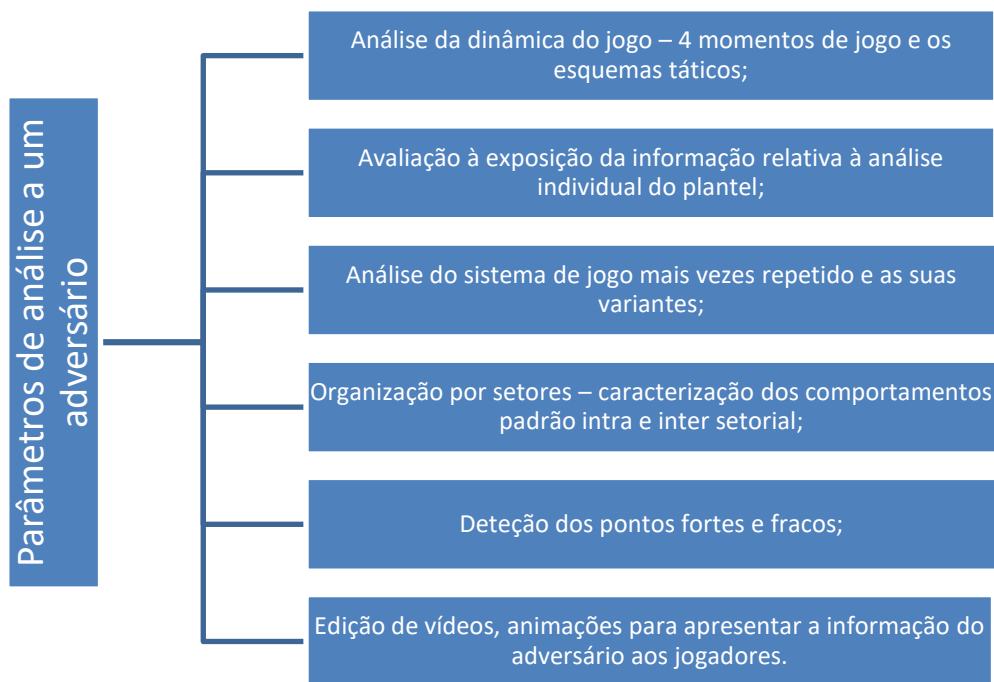 Parâmetros de análise a um
adversário
Análise da dinâmica do jogo – 4 momentos de jogo e os
esquemas táticos;
Avaliação à exposição da informação relativa à análise
individual do plantel;
Análise do sistema de jogo mais vezes repetido e as suas
variantes;
Organização por setores – caracterização dos comportamentos
padrão intra e inter setorial;
Deteção dos pontos fortes e fracos;
Edição de vídeos, animações para apresentar a informação do
adversário aos jogadores.